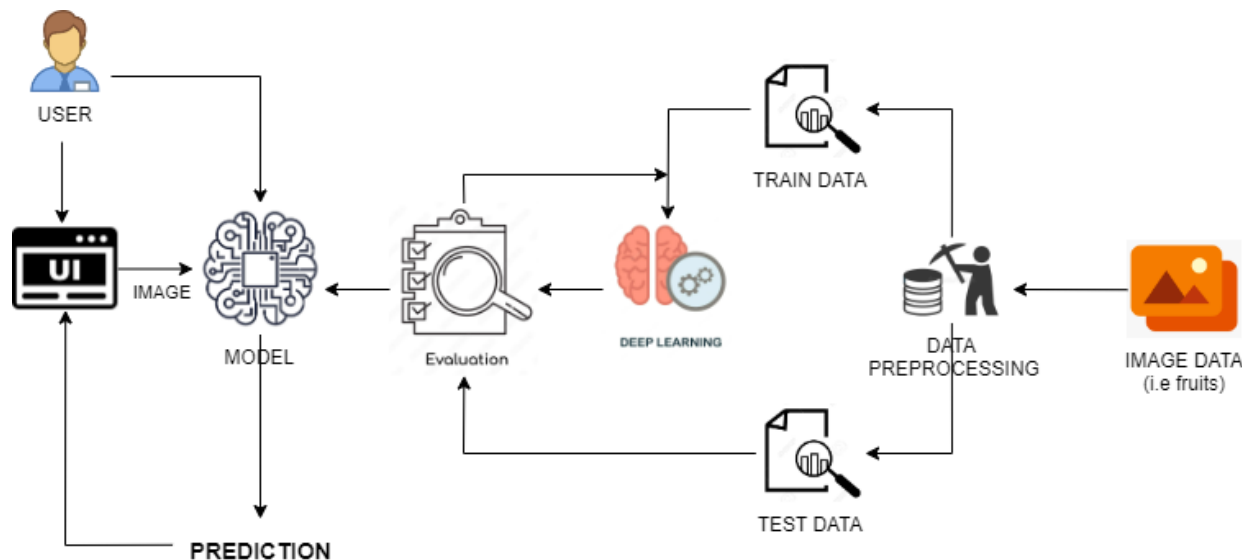 USER
UI
IMAGE
MODEL
Evaluation
DEEP LEARNING
TRAIN DATA
DATA
PREPROCESSING
IMAGE DATA
(i.e fruits)
TEST DATA
PREDICTION